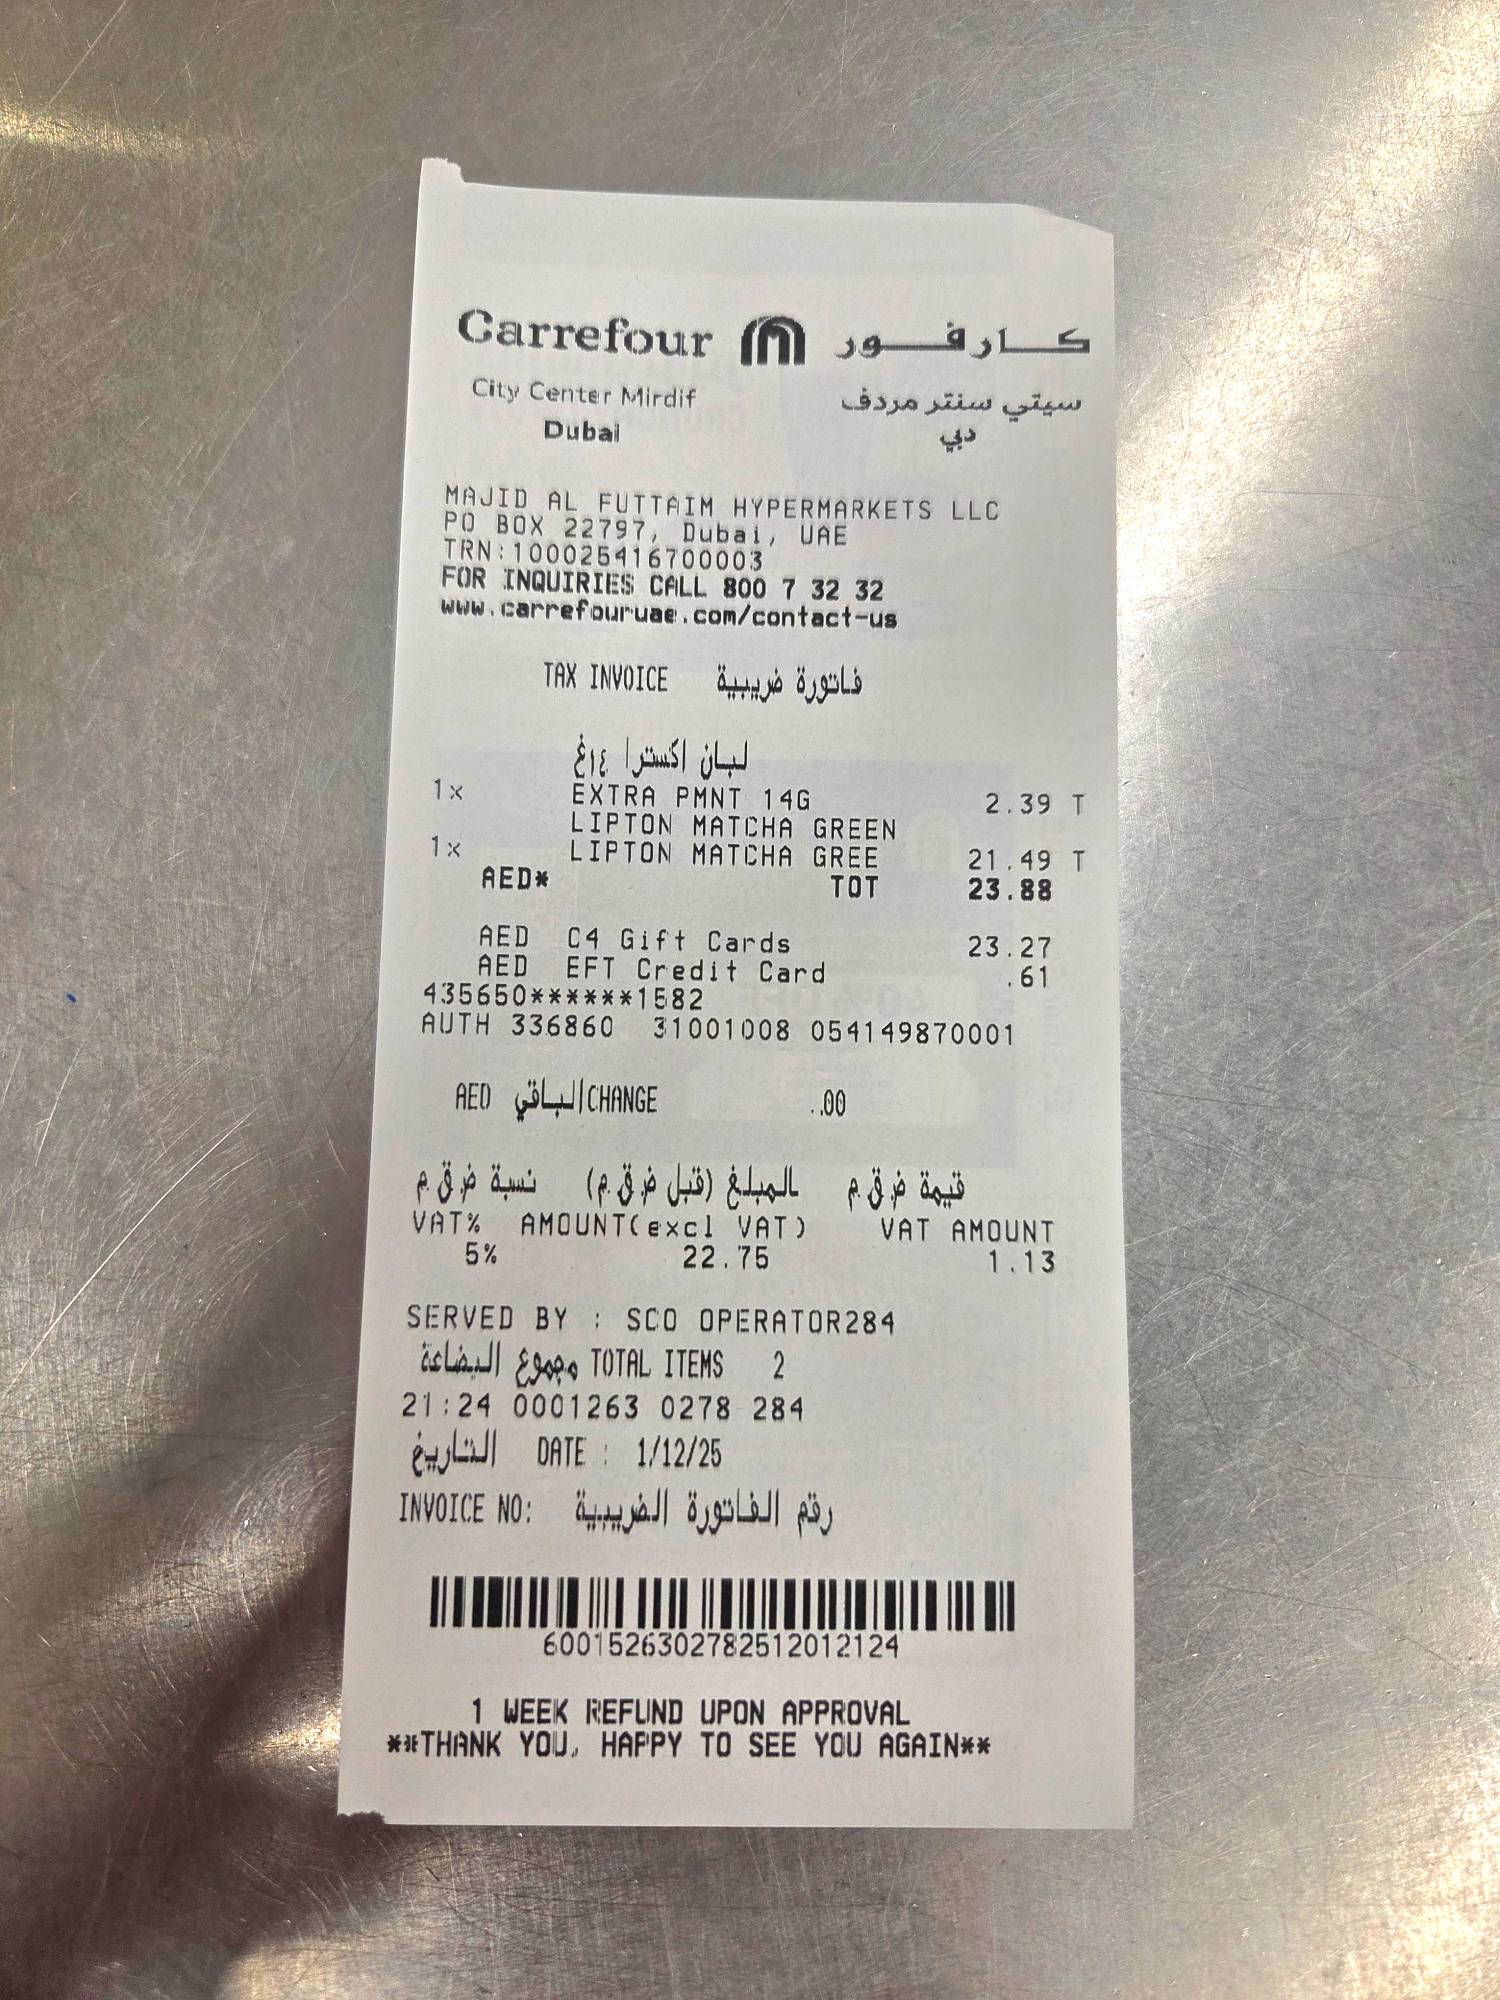 Carrefour كارفور
City Center Mirdif سيتي سنتر مردف
Dubai دبي
MAJID AL FUTTAIM HYPERMARKETS LLC
PO BOX 22797, Dubai, UAE
TRN:100025416700003
FOR INQUIRIES CALL 800 7 32 32
www.carrefouruae.com/contact-us
TAX INVOICE فاتورة ضريبية
لبان اكسترا ١٤غ
1x EXTRA PMNT 14G 2.39 T
LIPTON MATCHA GREEN
1x LIPTON MATCHA GREE 21.49 T
AED* TOT 23.88
AED C4 Gift Cards 23.27
AED EFT Credit Card .61
435650******1582
AUTH 336860 31001008 054149870001
AED الباقي CHANGE .00
نسبة ض.ق.م المبلغ (قبل ض.ق.م) قيمة ض.ق.م
VAT% AMOUNT(excl VAT) VAT AMOUNT
5% 22.75 1.13
SERVED BY : SCO OPERATOR284
مجموع البضاعة TOTAL ITEMS 2
21:24 0001263 0278 284
التاريخ DATE : 1/12/25
INVOICE NO: رقم الفاتورة الضريبية
60015263027825120121​24
1 WEEK REFUND UPON APPROVAL
**THANK YOU, HAPPY TO SEE YOU AGAIN**